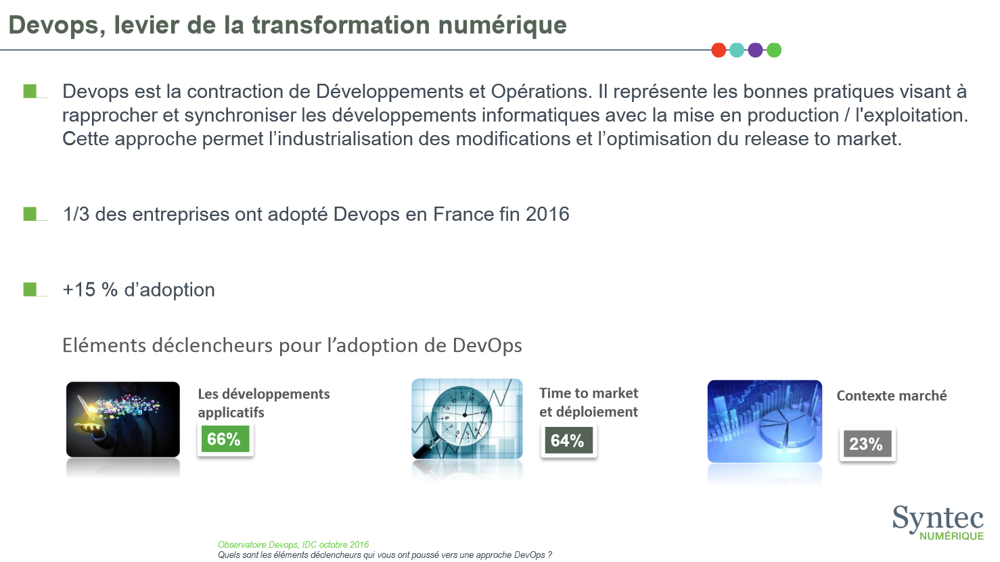 Devops, levier de la transformation numérique
Devops est la contraction de Développements et Opérations. Il représente les bonnes pratiques visant à
rapprocher et synchroniser les développements informatiques avec la mise en production / l'exploitation.
Cette approche permet l’industrialisation des modifications et l’optimisation du release to market.
1/3 des entreprises ont adopté Devops en France fin 2016
+15 % d’adoption
Eléments déclencheurs pour l’adoption de DevOps
Les développements
applicatifs
66%
Time to market
et déploiement
64%
Contexte marché
23%
Syntec
NUMÉRIQUE
Observatoire Devops, IDC octobre 2016
Quels sont les éléments déclencheurs qui vous ont poussé vers une approche DevOps ?